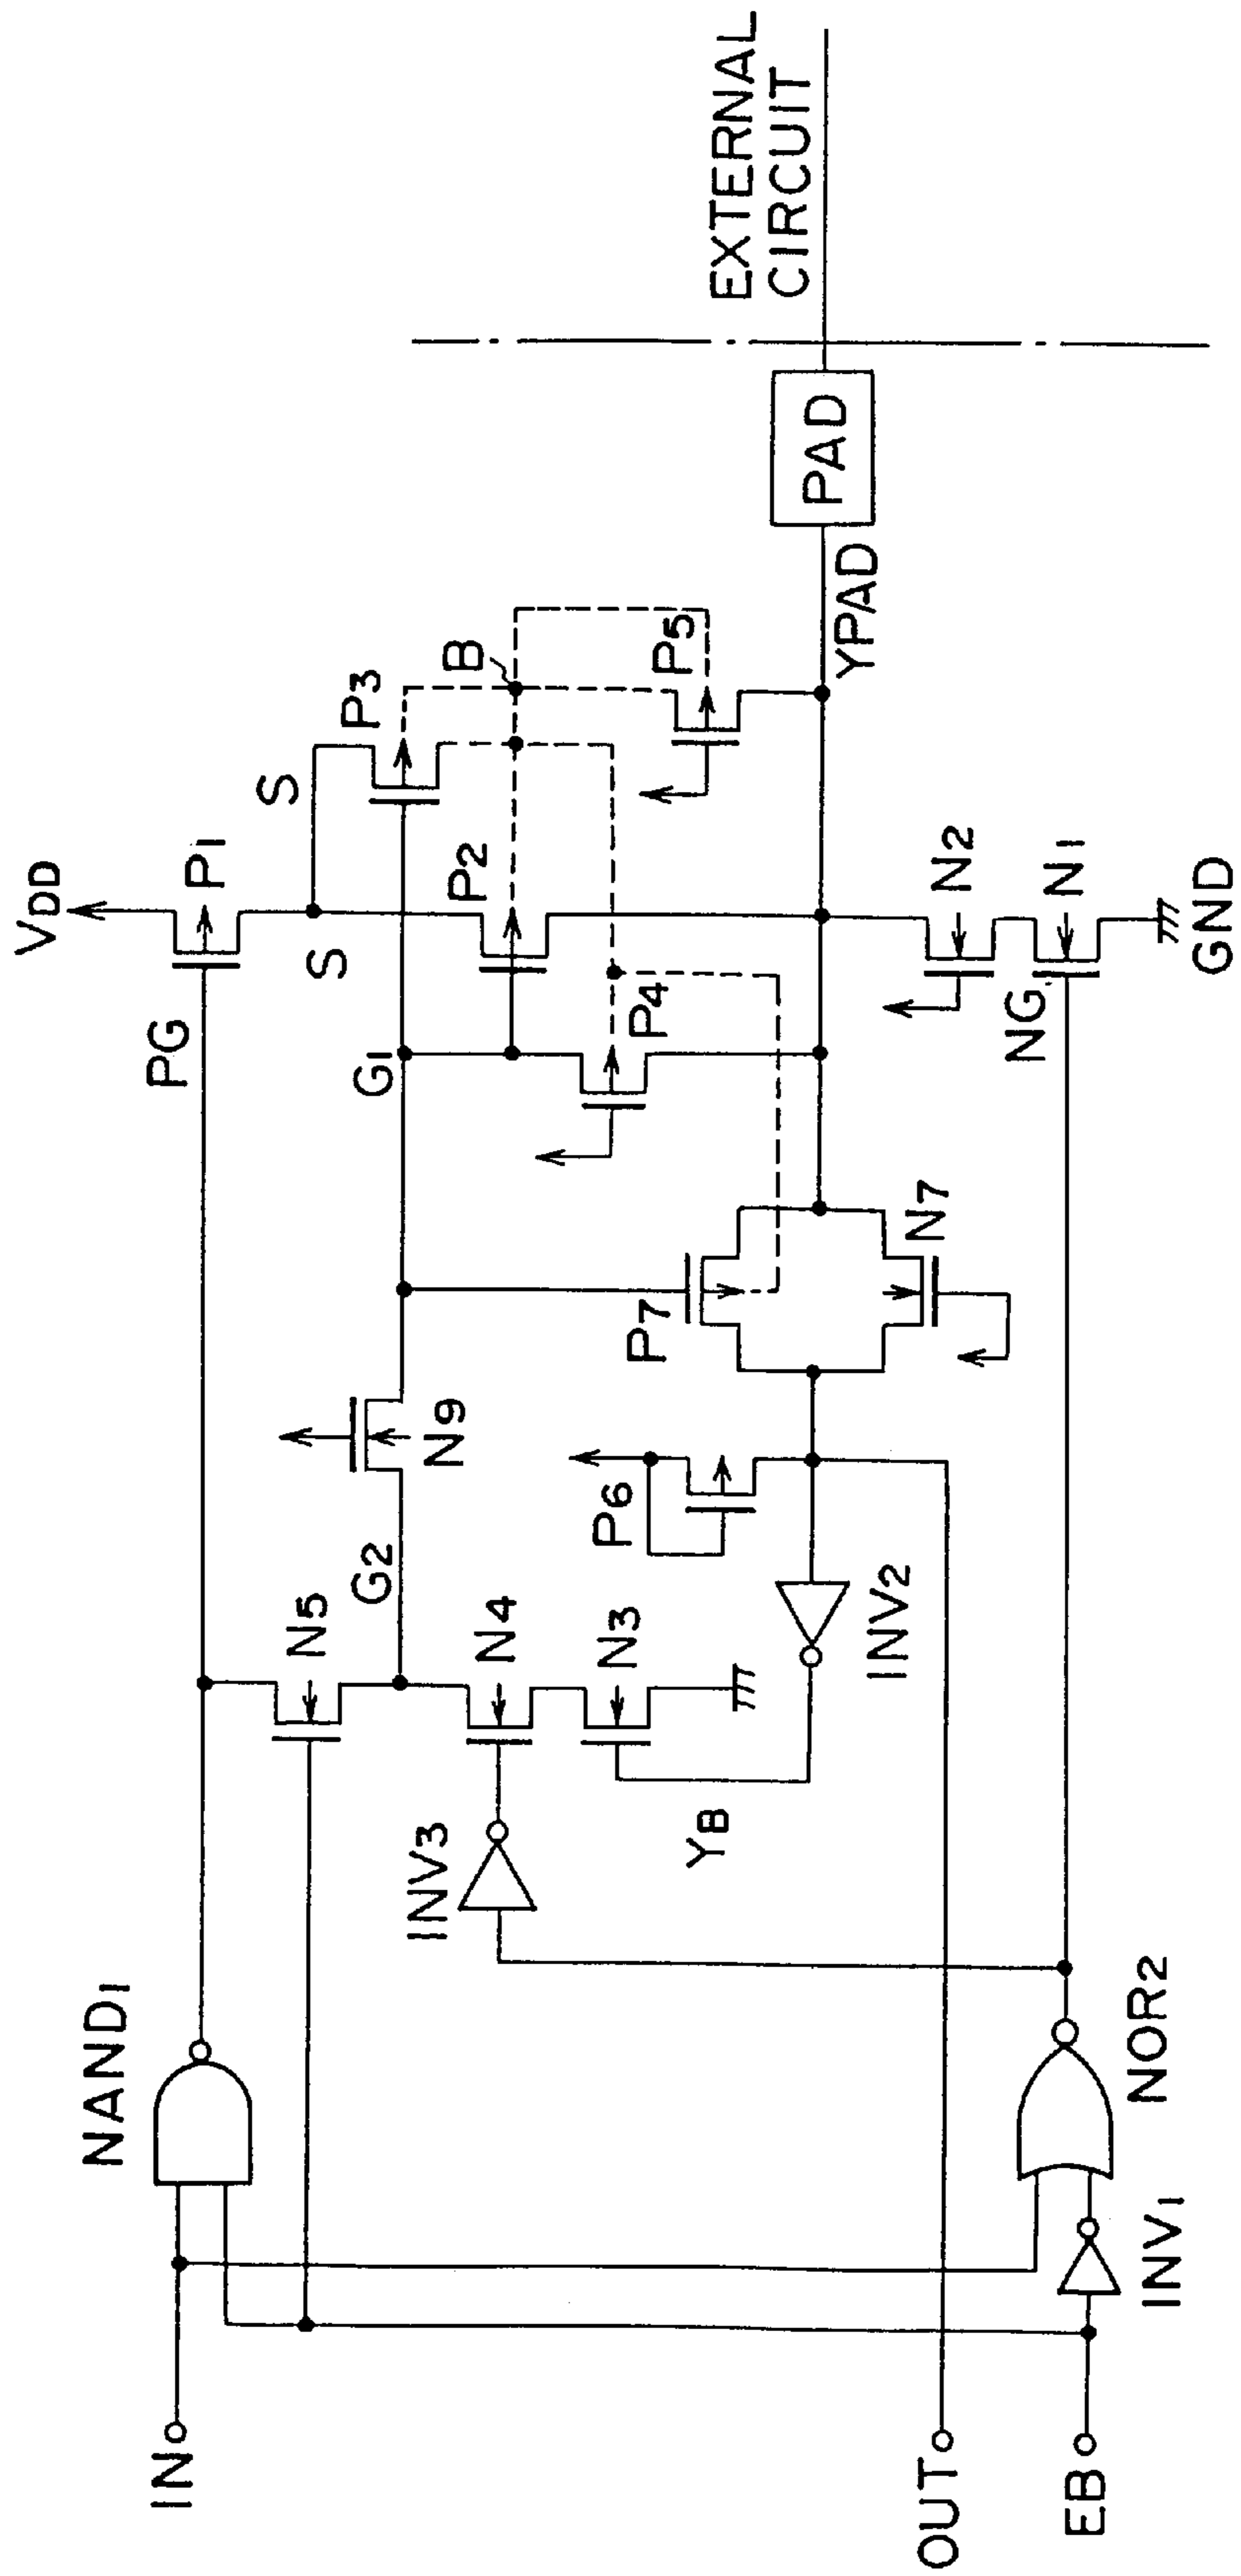 IN
OUT
EB
NAND1
NOR2
INV1
INV3
YB
N5
N4
N3
G2
INV2
P6
N9
P7
N7
PG
G1
P4
NG
S
P2
N2
N1
GND
VDD
P1
S
P3
B
P5
YPAD
PAD
EXTERNAL
CIRCUIT